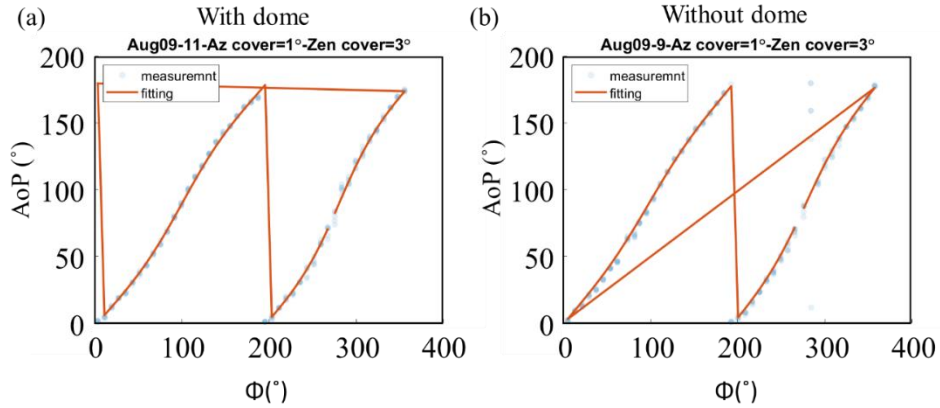 (a) With dome
Aug09-11-Az cover=1°-Zen cover=3°
200
150
100
50
0
AoP (°)
measuremnt
fitting
0 100 200 300 400
Φ(°)
(b) Without dome
Aug09-9-Az cover=1°-Zen cover=3°
200
150
100
50
0
AoP (°)
measuremnt
fitting
0 100 200 300 400
Φ(°)